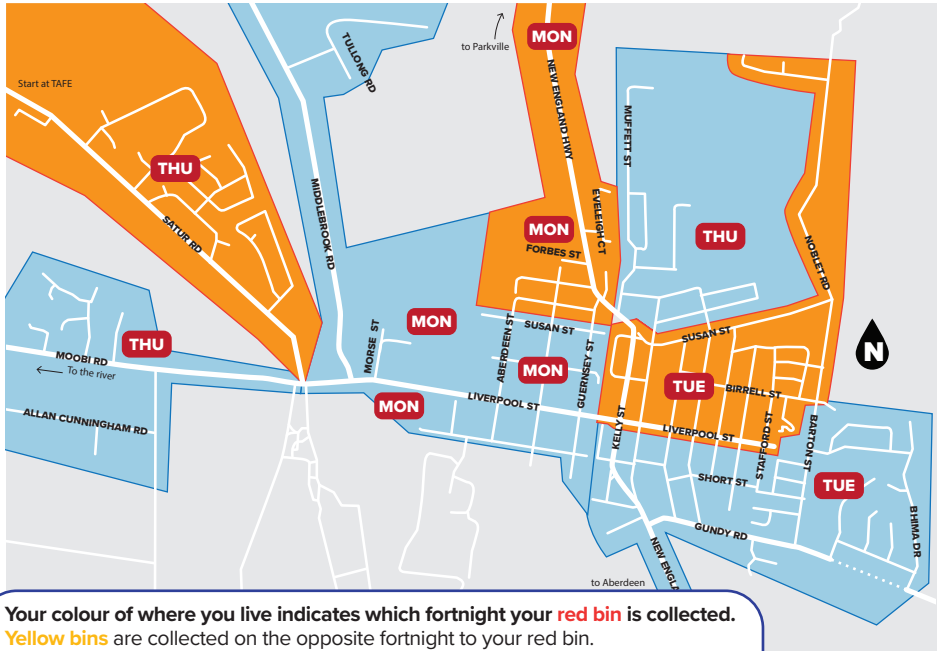 to Parkville
MON
TULLONG RD
Start at TAFE
NEW ENGLAND HWY
MUFFETT ST
THU
MIDDLEBROOK RD
EVELEIGH CT
SATUR RD
MON
FORBES ST
THU
NOBLET RD
MORSE ST
MON
SUSAN ST
ABERDEEN ST
SUSAN ST
THU
MOOBI RD
To the river
MON
GUERNSEY ST
N
TUE
BIRRELL ST
MON
LIVERPOOL ST
ALLAN CUNNINGHAM RD
KELLY ST
LIVERPOOL ST
STAFFORD ST
BARTON ST
SHORT ST
TUE
GUNDY RD
BHIMA DR
NEW ENGLA
to Aberdeen
Your colour of where you live indicates which fortnight your red bin is collected.
Yellow bins are collected on the opposite fortnight to your red bin.